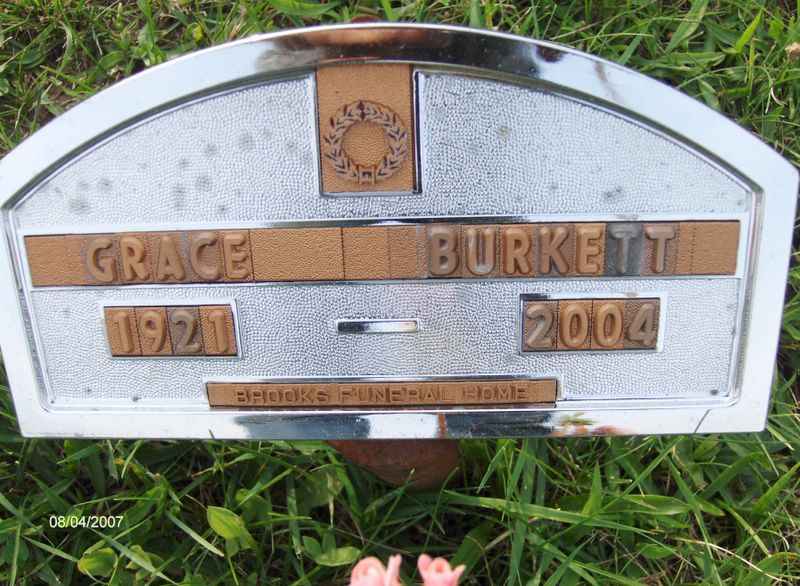 GRACE BURKETT
1921 2004
BROOKS FUNERAL HOME
08/04/2007